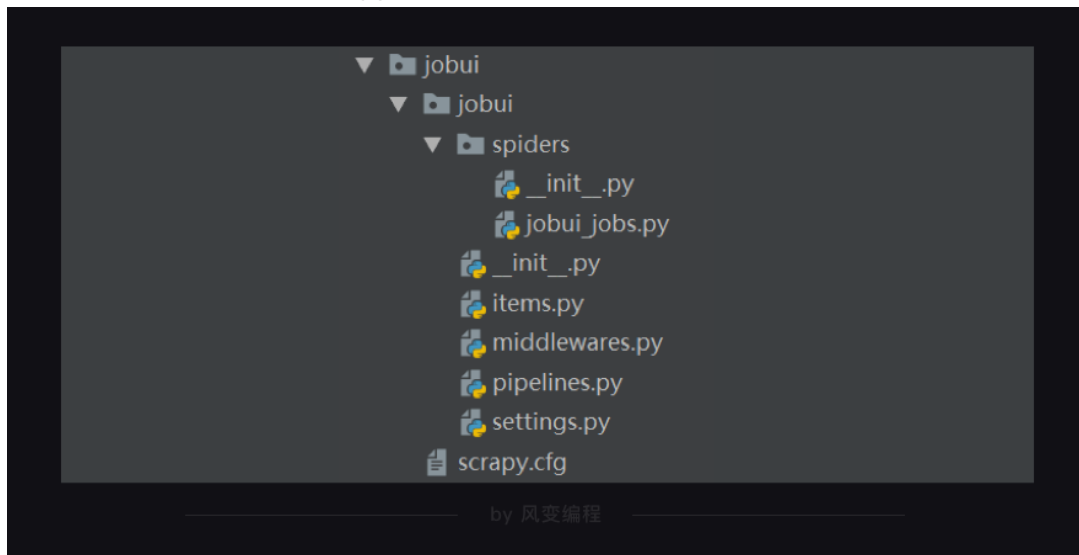 jobui
jobui
spiders
__init__.py
jobui_jobs.py
__init__.py
items.py
middlewares.py
pipelines.py
settings.py
scrapy.cfg
by 风变编程